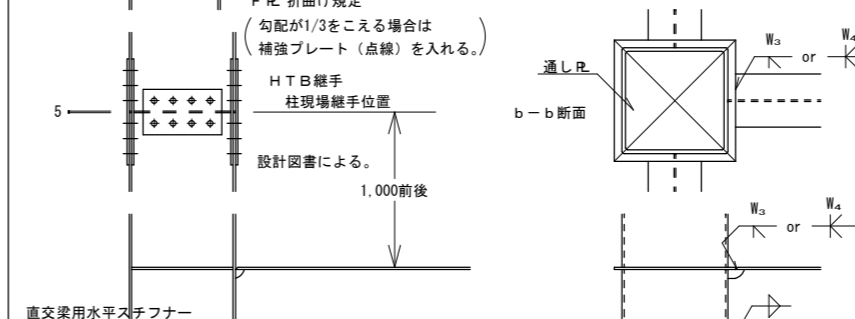 FPL 折曲げ規定
勾配が1/3をこえる場合は
補強プレート（点線）を入れる。
HTB継手
柱現場継手位置
5
設計図書による。
1,000前後
直交梁用水平スチフナー
通しPL
b－b断面
W₃ or W₄
W₃ or W₄